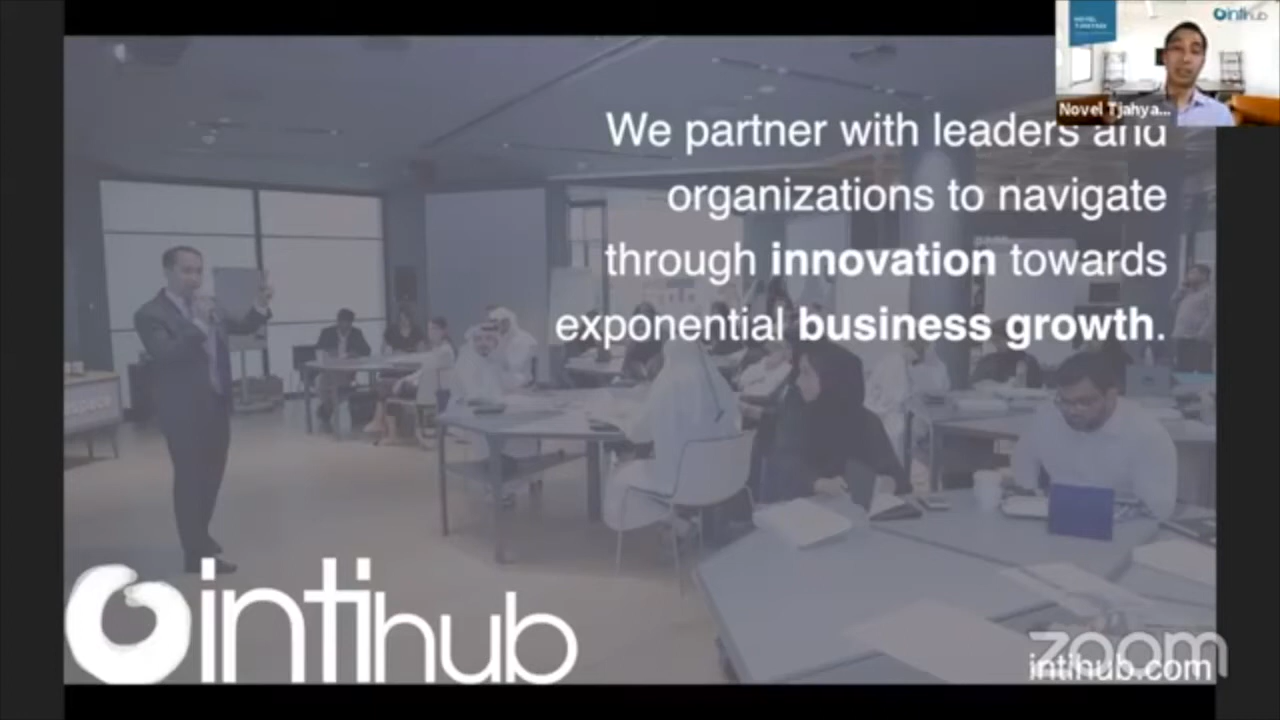 NOVEL
intihub
Novel Tjahya...
We partner with leaders and
organizations to navigate
through innovation towards
exponential business growth.
intihub
zoom
intihub.com